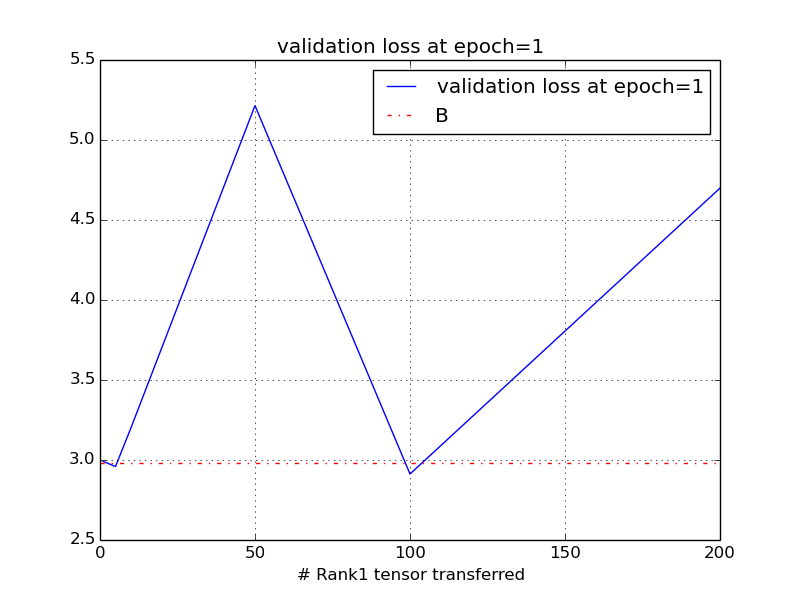 validation loss at epoch=1
validation loss at epoch=1
B
5.5
5.0
4.5
4.0
3.5
3.0
2.5
0 50 100 150 200
# Rank1 tensor transferred